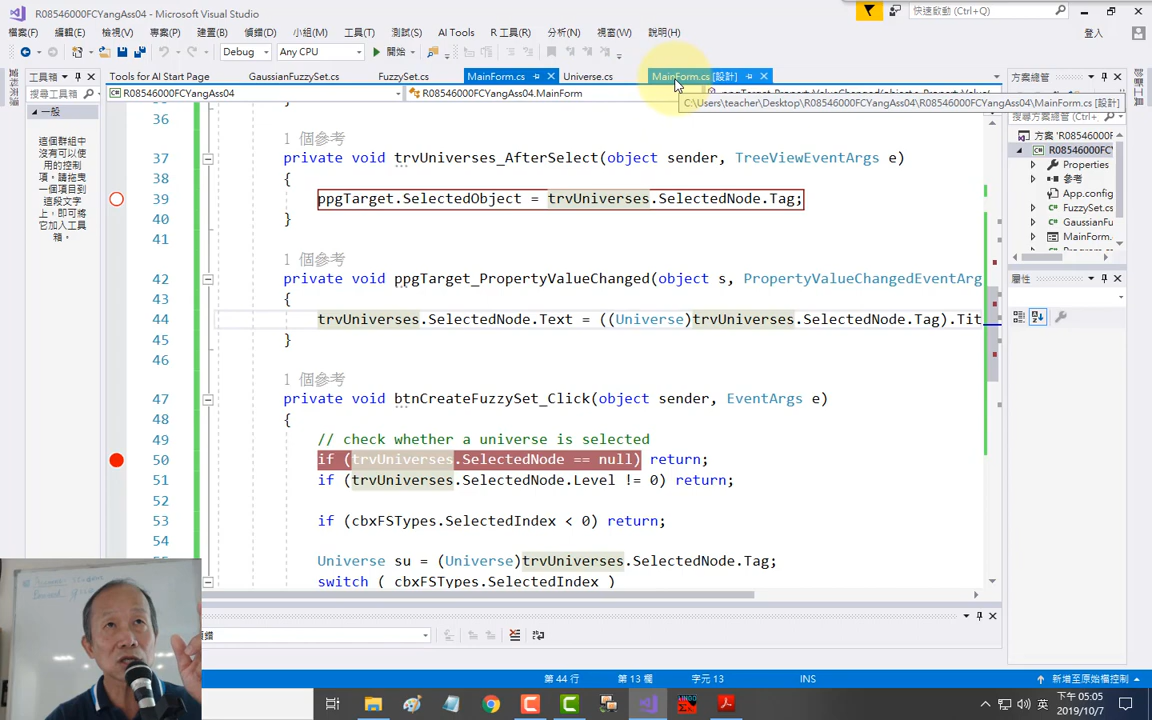 R08546000FCYangAss04 - Microsoft Visual Studio
快速啟動 (Ctrl+Q)
檔案(F) 編輯(E) 檢視(V) 專案(P) 建置(B) 偵錯(D) 小組(M) 工具(T) 測試(S) AI Tools R 工具(R) 分析(N) 視窗(W) 說明(H)
登入
Debug Any CPU 開始
工具箱
Tools for AI Start Page GaussianFuzzySet.cs FuzzySet.cs MainForm.cs Universe.cs MainForm.cs [設計]
方案總管
搜尋工具箱
R08546000FCYangAss04 R08546000FCYangAss04.MainForm
C:\Users\teacher\Desktop\R08546000FCYangAss04\R08546000FCYangAss04\MainForm.cs [設計]
一般
這個群組中
沒有可以使
用的控制
項。請拖曳
一個項目到
這段文字
上，即可將
它加入工具
箱。
搜尋方案總管 (Ctrl+
方案 'R08546000F
R08546000FC
Properties
參考
App.config
FuzzySet.cs
GaussianFu
MainForm.
屬性
36
1 個參考
37 private void trvUniverses_AfterSelect(object sender, TreeViewEventArgs e)
38 {
39 ppgTarget.SelectedObject = trvUniverses.SelectedNode.Tag;
40 }
41
1 個參考
42 private void ppgTarget_PropertyValueChanged(object s, PropertyValueChangedEventArg
43 {
44 trvUniverses.SelectedNode.Text = ((Universe)trvUniverses.SelectedNode.Tag).Tit
45 }
46
1 個參考
47 private void btnCreateFuzzySet_Click(object sender, EventArgs e)
48 {
49 // check whether a universe is selected
50 if (trvUniverses.SelectedNode == null) return;
51 if (trvUniverses.SelectedNode.Level != 0) return;
52
53 if (cbxFSTypes.SelectedIndex < 0) return;
54
Universe su = (Universe)trvUniverses.SelectedNode.Tag;
switch ( cbxFSTypes.SelectedIndex )
第 44 行 第 13 欄 字元 13 INS 新增至原始檔控制
英 下午 05:05
2019/10/7